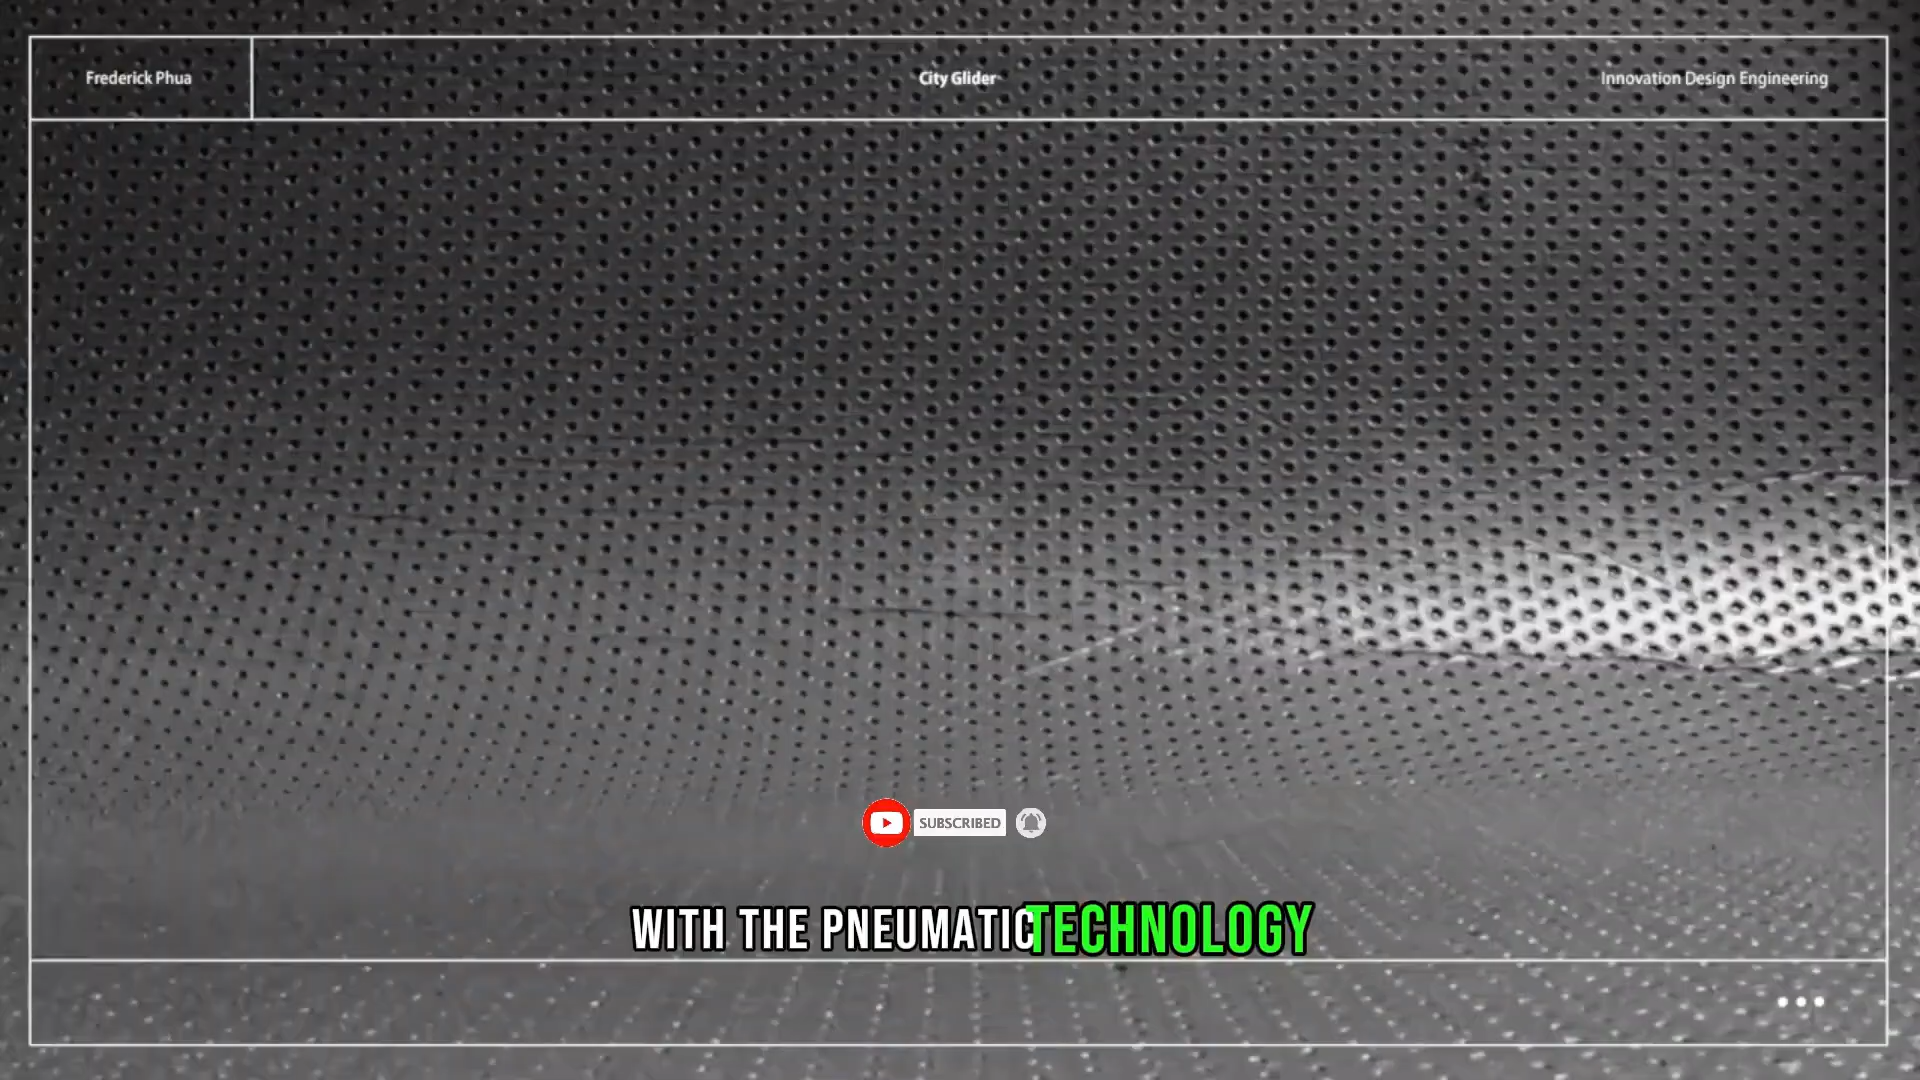 Frederick Phua
City Glider
Innovation Design Engineering
SUBSCRIBED
WITH THE PNEUMATIC TECHNOLOGY